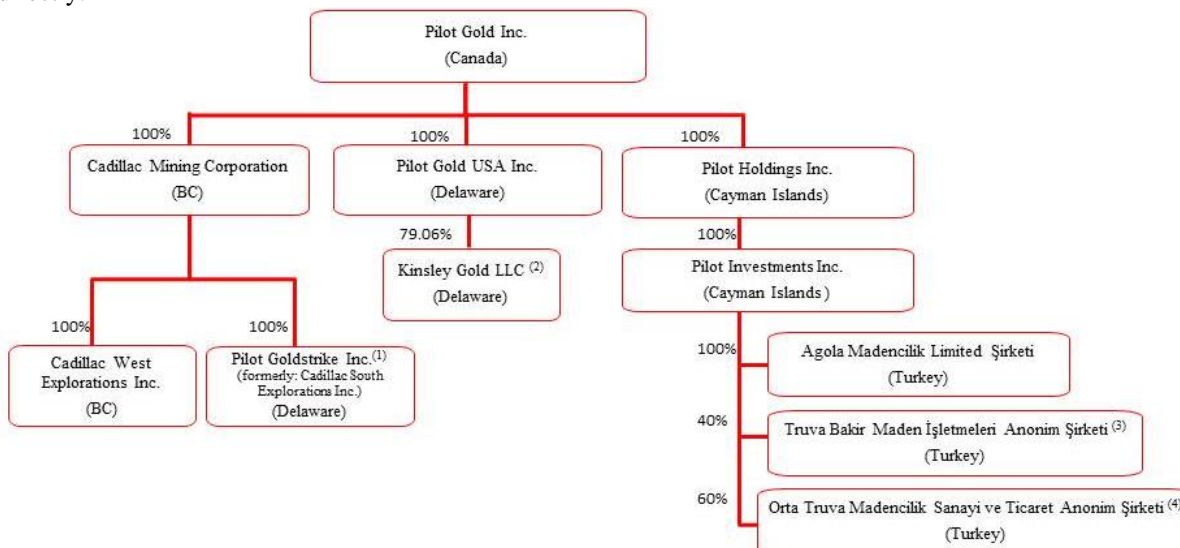 Pilot Gold Inc.
(Canada)
100%
100%
100%
Cadillac Mining Corporation
(BC)
Pilot Gold USA Inc.
(Delaware)
Pilot Holdings Inc.
(Cayman Islands)
79.06%
100%
Kinsley Gold LLC (2)
(Delaware)
Pilot Investments Inc.
(Cayman Islands )
100%
100%
Cadillac West
Explorations Inc.
(BC)
Pilot Goldstrike Inc.(1)
(formerly: Cadillac South
Explorations Inc.)
(Delaware)
100%
Agola Madencilik Limited Şirketi
(Turkey)
40%
Truva Bakir Maden İşletmeleri Anonim Şirketi (3)
(Turkey)
60%
Orta Truva Madencilik Sanayi ve Ticaret Anonim Şirketi (4)
(Turkey)